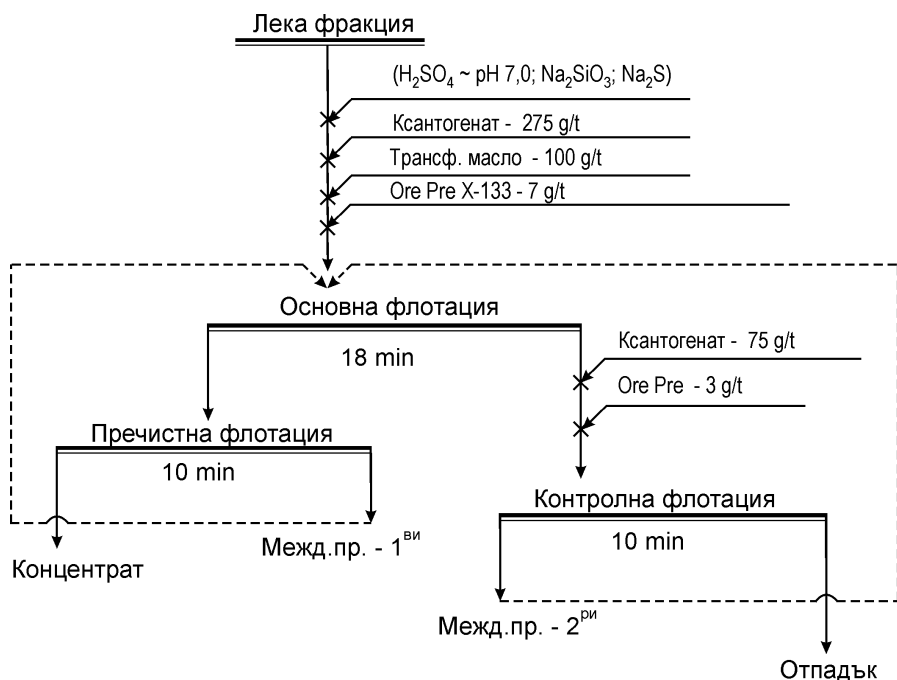 Лека фракция
(H₂SO₄ ~ pH 7,0; Na₂SiO₃; Na₂S)
Ксантогенат - 275 g/t
Трансф. масло - 100 g/t
Ore Pre X-133 - 7 g/t
Основна флотация
18 min
Ксантогенат - 75 g/t
Ore Pre - 3 g/t
Пречистна флотация
10 min
Контролна флотация
10 min
Межд.пр. - 1ви
Концентрат
Межд.пр. - 2ри
Отпадък